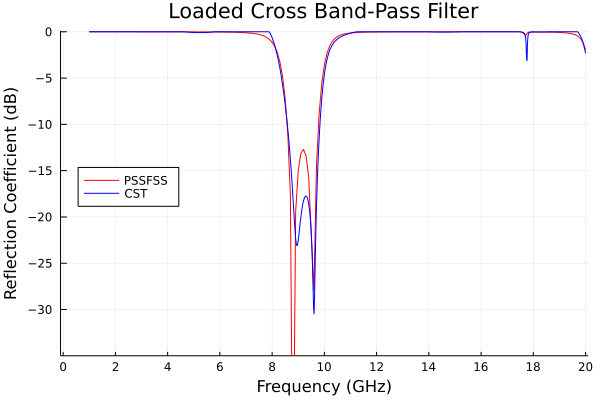 Loaded Cross Band-Pass Filter
Reflection Coefficient (dB)
0
−5
−10
−15
−20
−25
−30
PSSFSS
CST
0 2 4 6 8 10 12 14 16 18 20
Frequency (GHz)